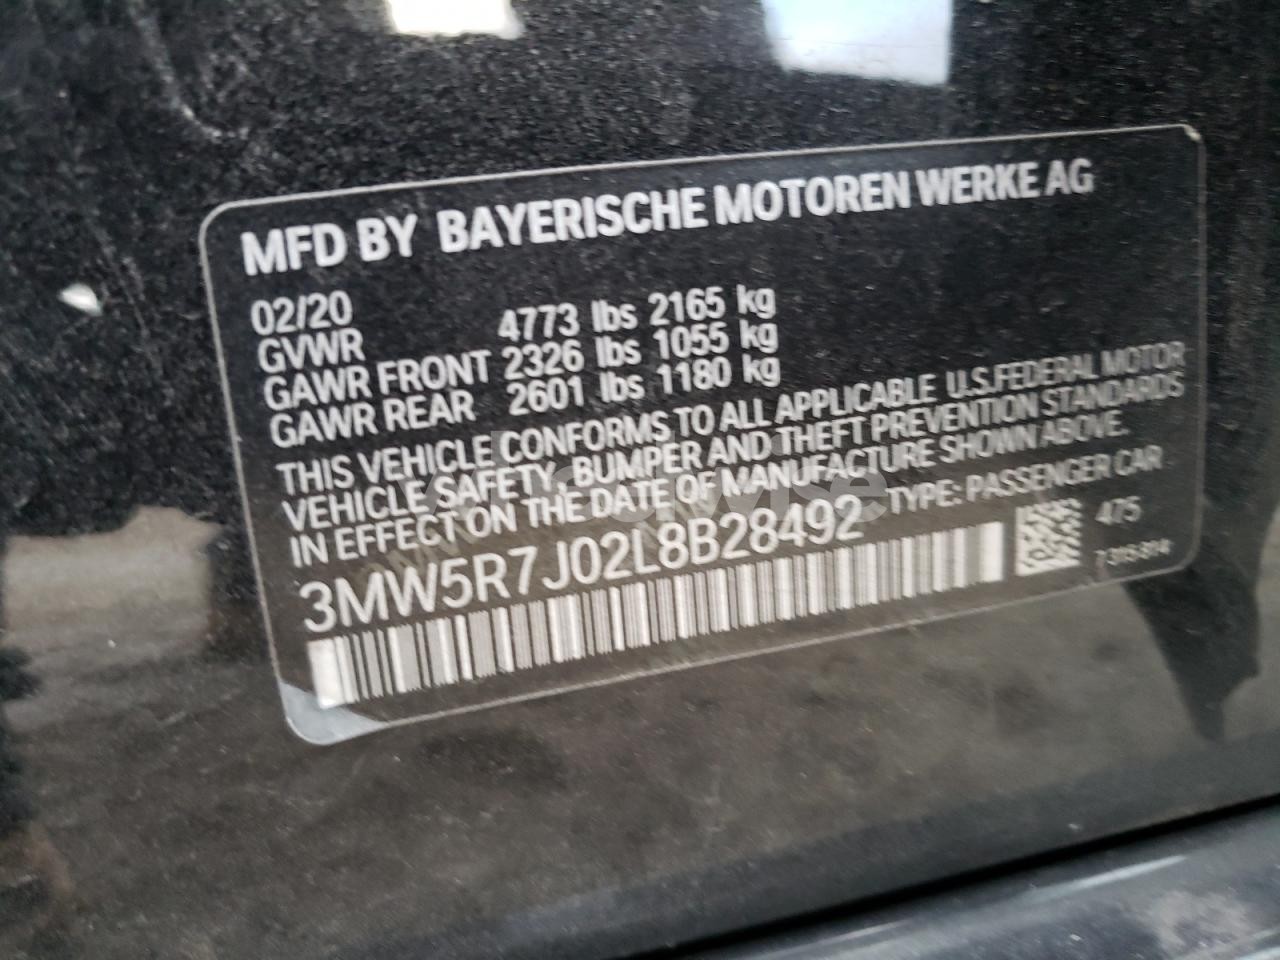 MFD BY BAYERISCHE MOTOREN WERKE AG
02/20
GVWR 4773 lbs 2165 kg
GAWR FRONT 2326 lbs 1055 kg
GAWR REAR 2601 lbs 1180 kg
THIS VEHICLE CONFORMS TO ALL APPLICABLE U.S.FEDERAL MOTOR
VEHICLE SAFETY, BUMPER AND THEFT PREVENTION STANDARDS
IN EFFECT ON THE DATE OF MANUFACTURE SHOWN ABOVE.
3MW5R7J02L8B28492 TYPE: PASSENGER CAR
475